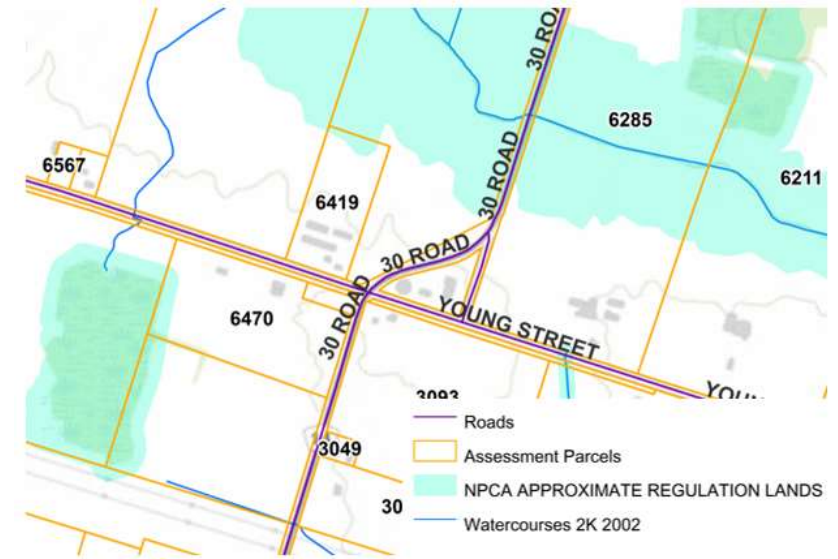 30 ROAD
6285
6567
6211
6419
30 ROAD
30 ROAD
30 ROAD
YOUNG STREET
6470
3093
3049
30
Roads
Assessment Parcels
NPCA APPROXIMATE REGULATION LANDS
Watercourses 2K 2002